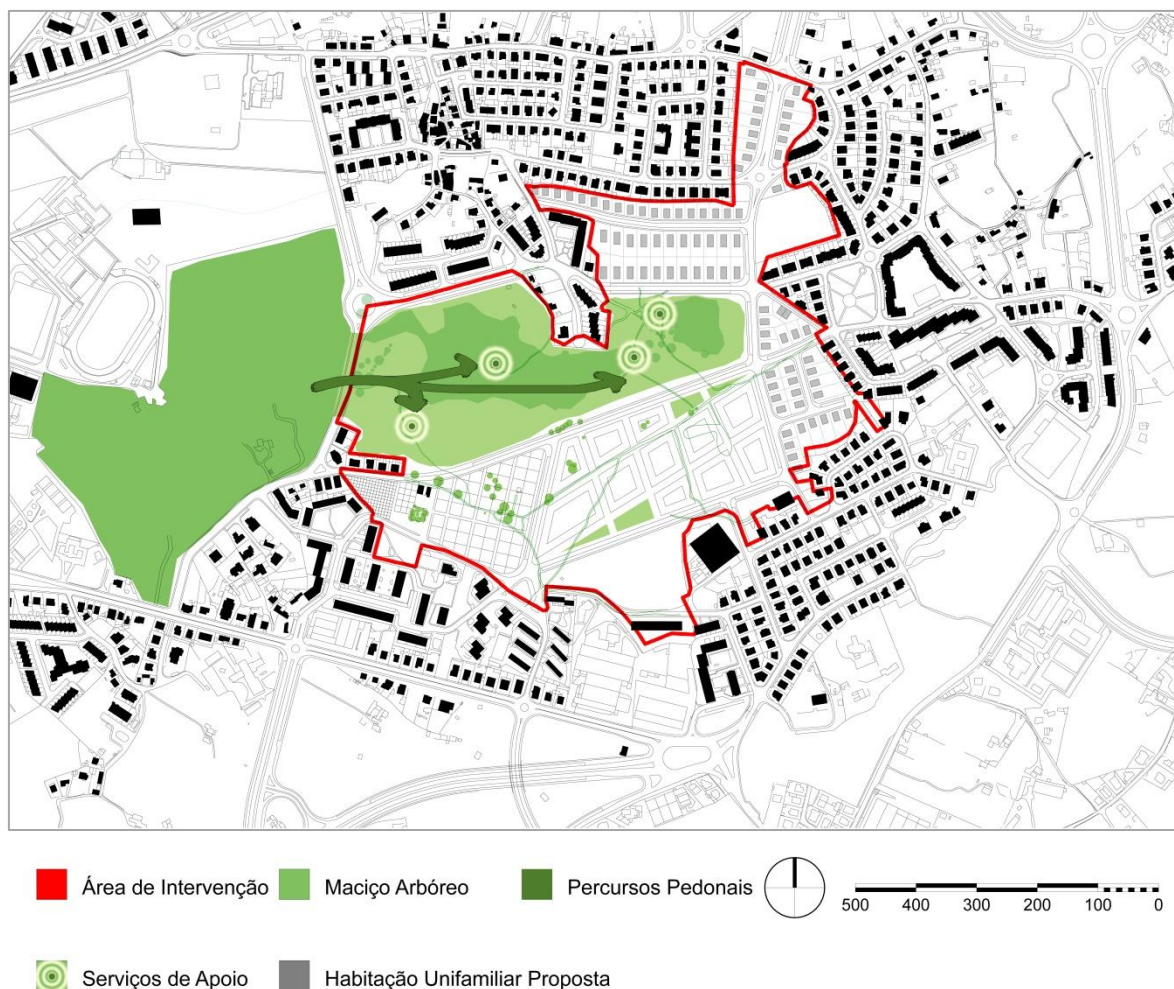 Área de Intervenção
Maciço Arbóreo
Percursos Pedonais
500 400 300 200 100 0
Serviços de Apoio
Habitação Unifamiliar Proposta